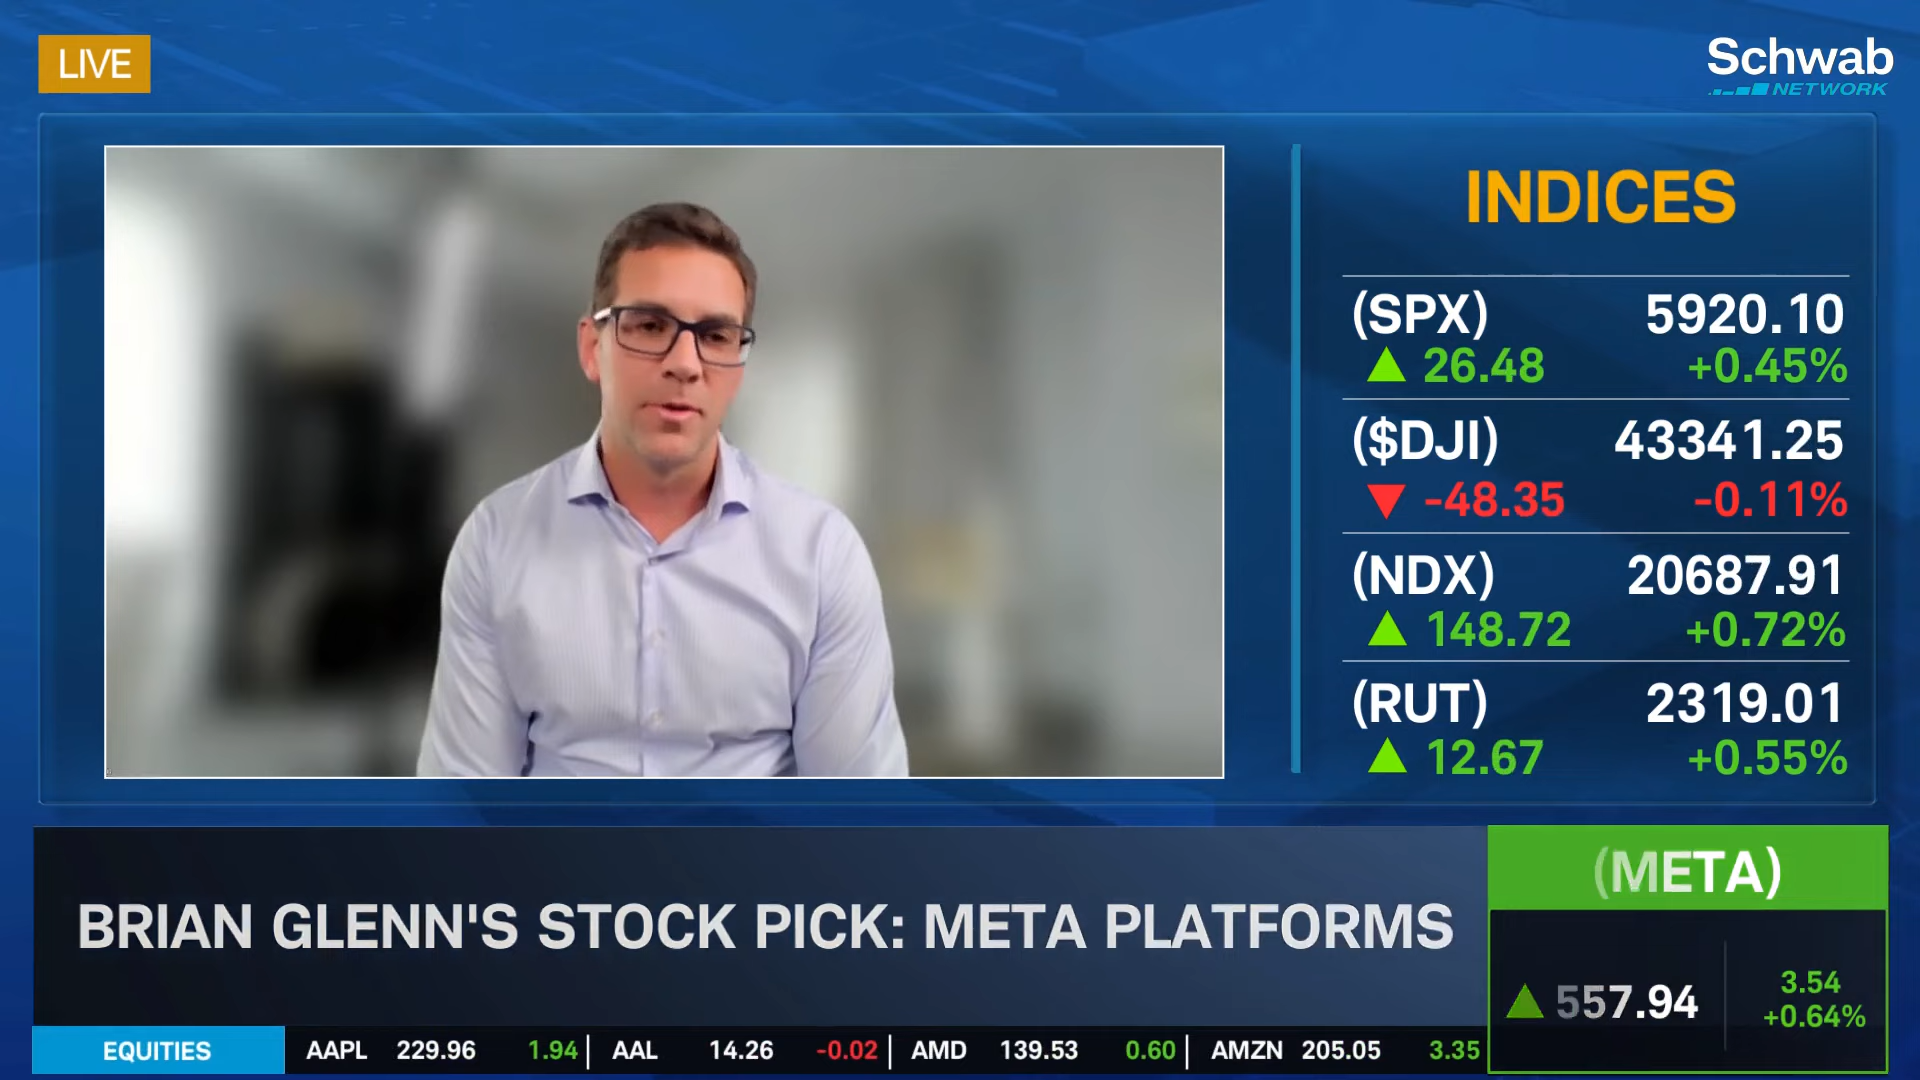 LIVE
Schwab
NETWORK
INDICES
(SPX) 5920.10
▲ 26.48 +0.45%
($DJI) 43341.25
▼ -48.35 -0.11%
(NDX) 20687.91
▲ 148.72 +0.72%
(RUT) 2319.01
▲ 12.67 +0.55%
BRIAN GLENN'S STOCK PICK: META PLATFORMS
(META)
▲ 557.94
3.54
+0.64%
EQUITIES AAPL 229.96 1.94 AAL 14.26 -0.02 AMD 139.53 0.60 AMZN 205.05 3.35